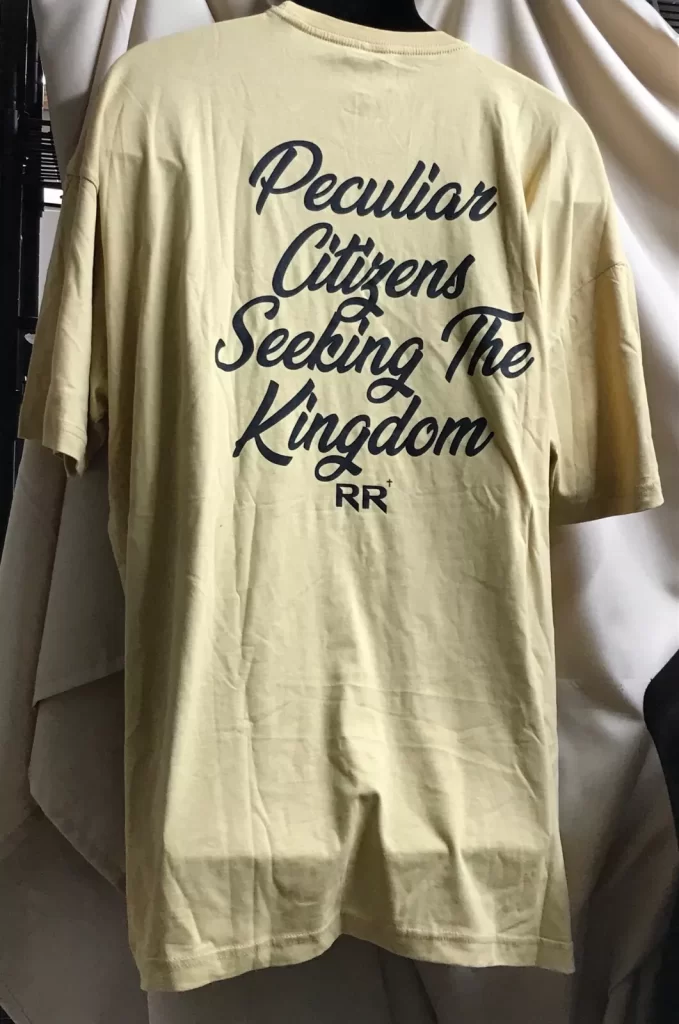 Peculiar
Citizens
Seeking The
Kingdom
RR